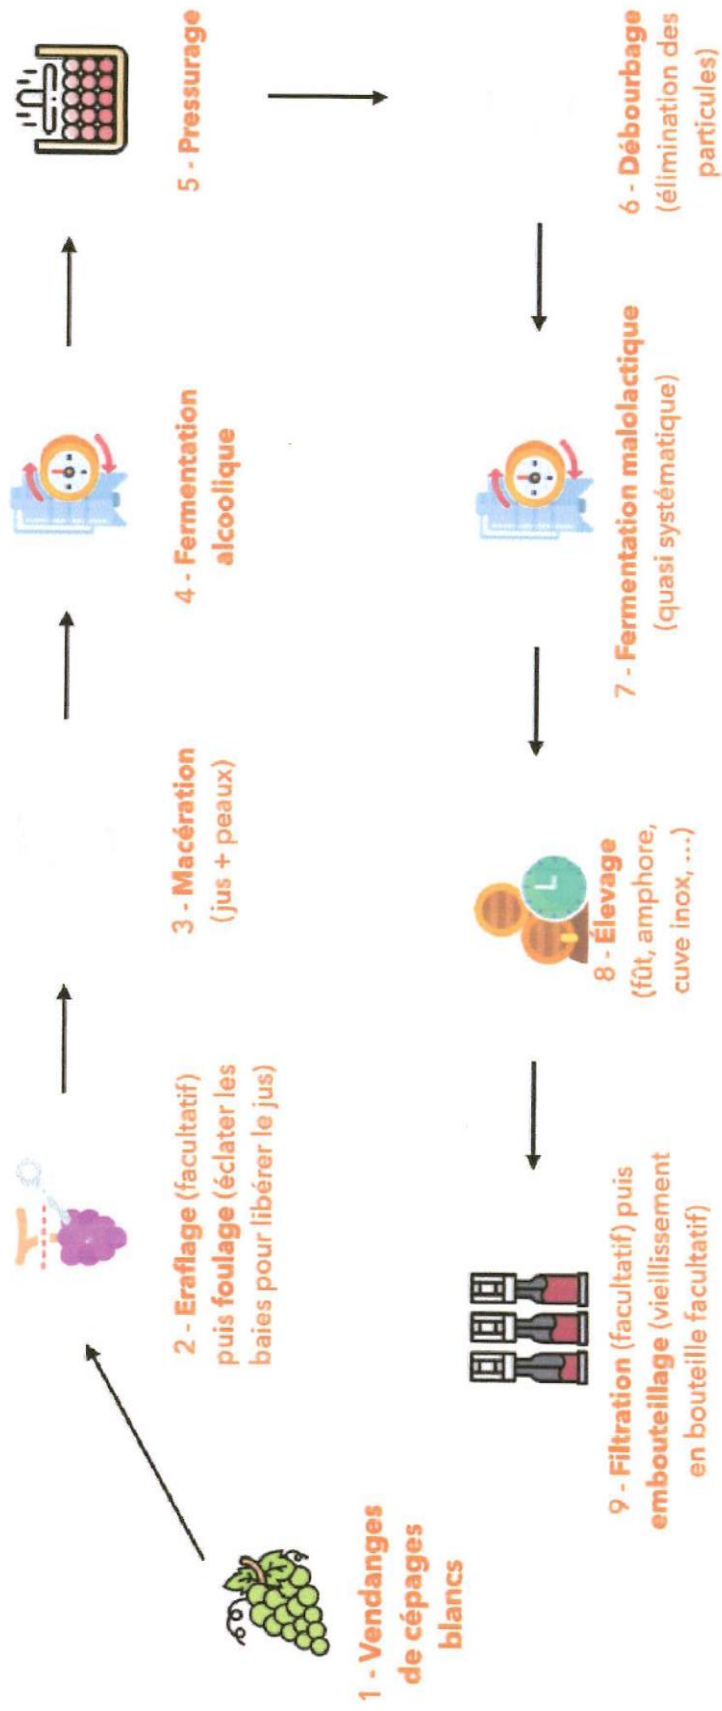 1 - Vendanges
de cépages
blancs
2 - Eraflage (facultatif)
puis foulage (éclater les
baies pour libérer le jus)
3 - Macération
(jus + peaux)
4 - Fermentation
alcoolique
5 - Pressurage
6 - Débourbage
(élimination des
particules)
7 - Fermentation malolactique
(quasi systématique)
8 - Élevage
(fût, amphore,
cuve inox, ...)
9 - Filtration (facultatif) puis
embouteillage (vieillissement
en bouteille facultatif)